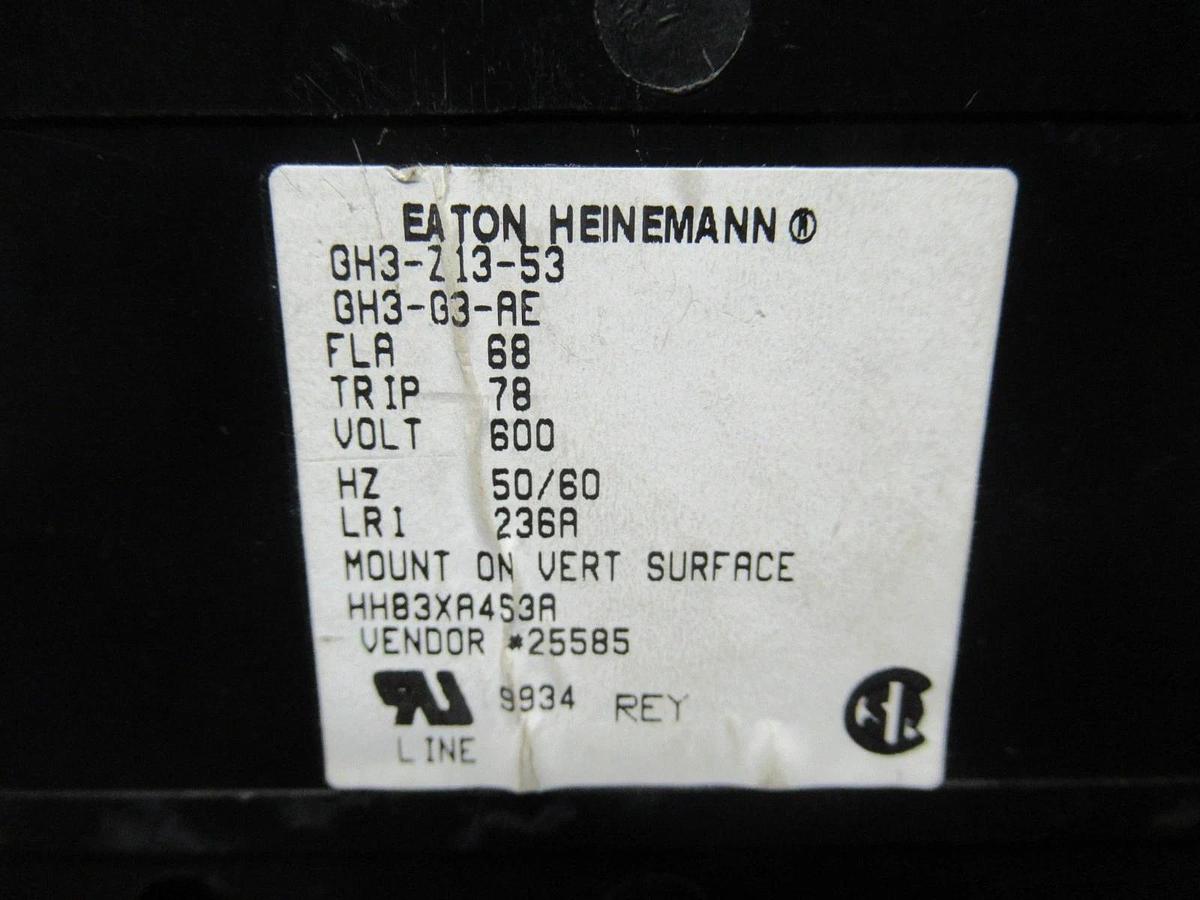 EATON HEINEMANN ®
GH3-Z13-53
GH3-G3-AE
FLA 68
TRIP 78
VOLT 600
HZ 50/60
LRI 236A
MOUNT ON VERT SURFACE
HH83XA4S3A
VENDOR #25585
9934 REY
LINE